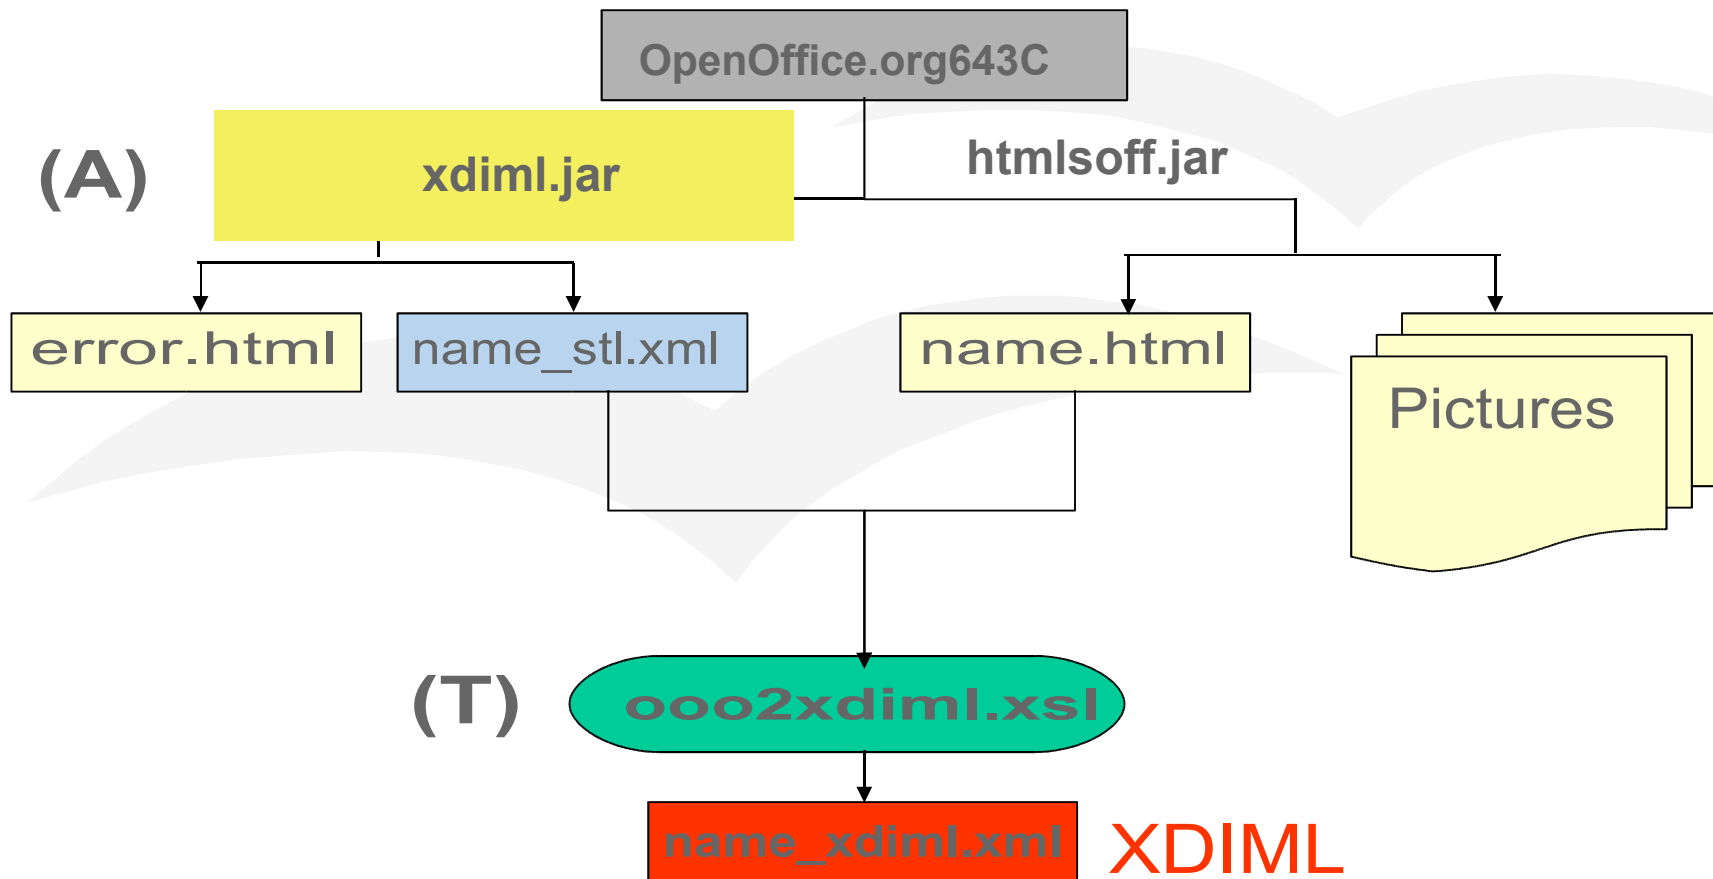 OpenOffice.org643C
(A)
xdiml.jar
htmlsoff.jar
error.html
name_stl.xml
name.html
Pictures
(T)
ooo2xdiml.xsl
name_xdiml.xml
XDIML